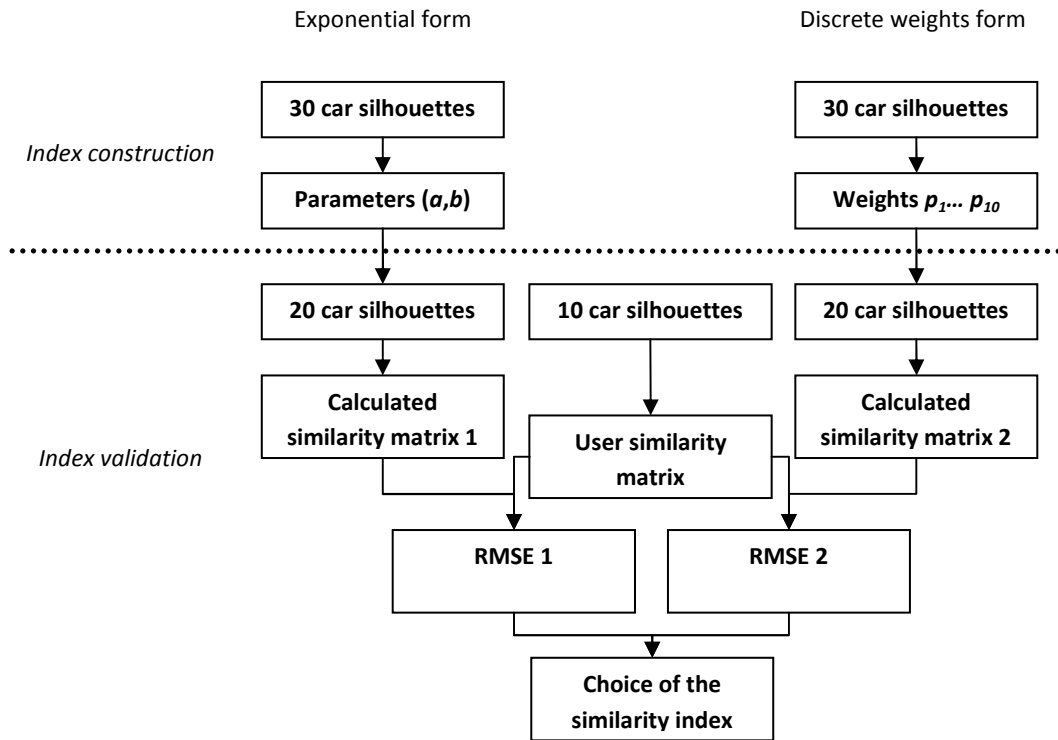 Exponential form
Discrete weights form
30 car silhouettes
30 car silhouettes
Index construction
Parameters (a,b)
Weights p1... p10
20 car silhouettes
10 car silhouettes
20 car silhouettes
Calculated
similarity matrix 1
Calculated
similarity matrix 2
User similarity
matrix
Index validation
RMSE 1
RMSE 2
Choice of the
similarity index